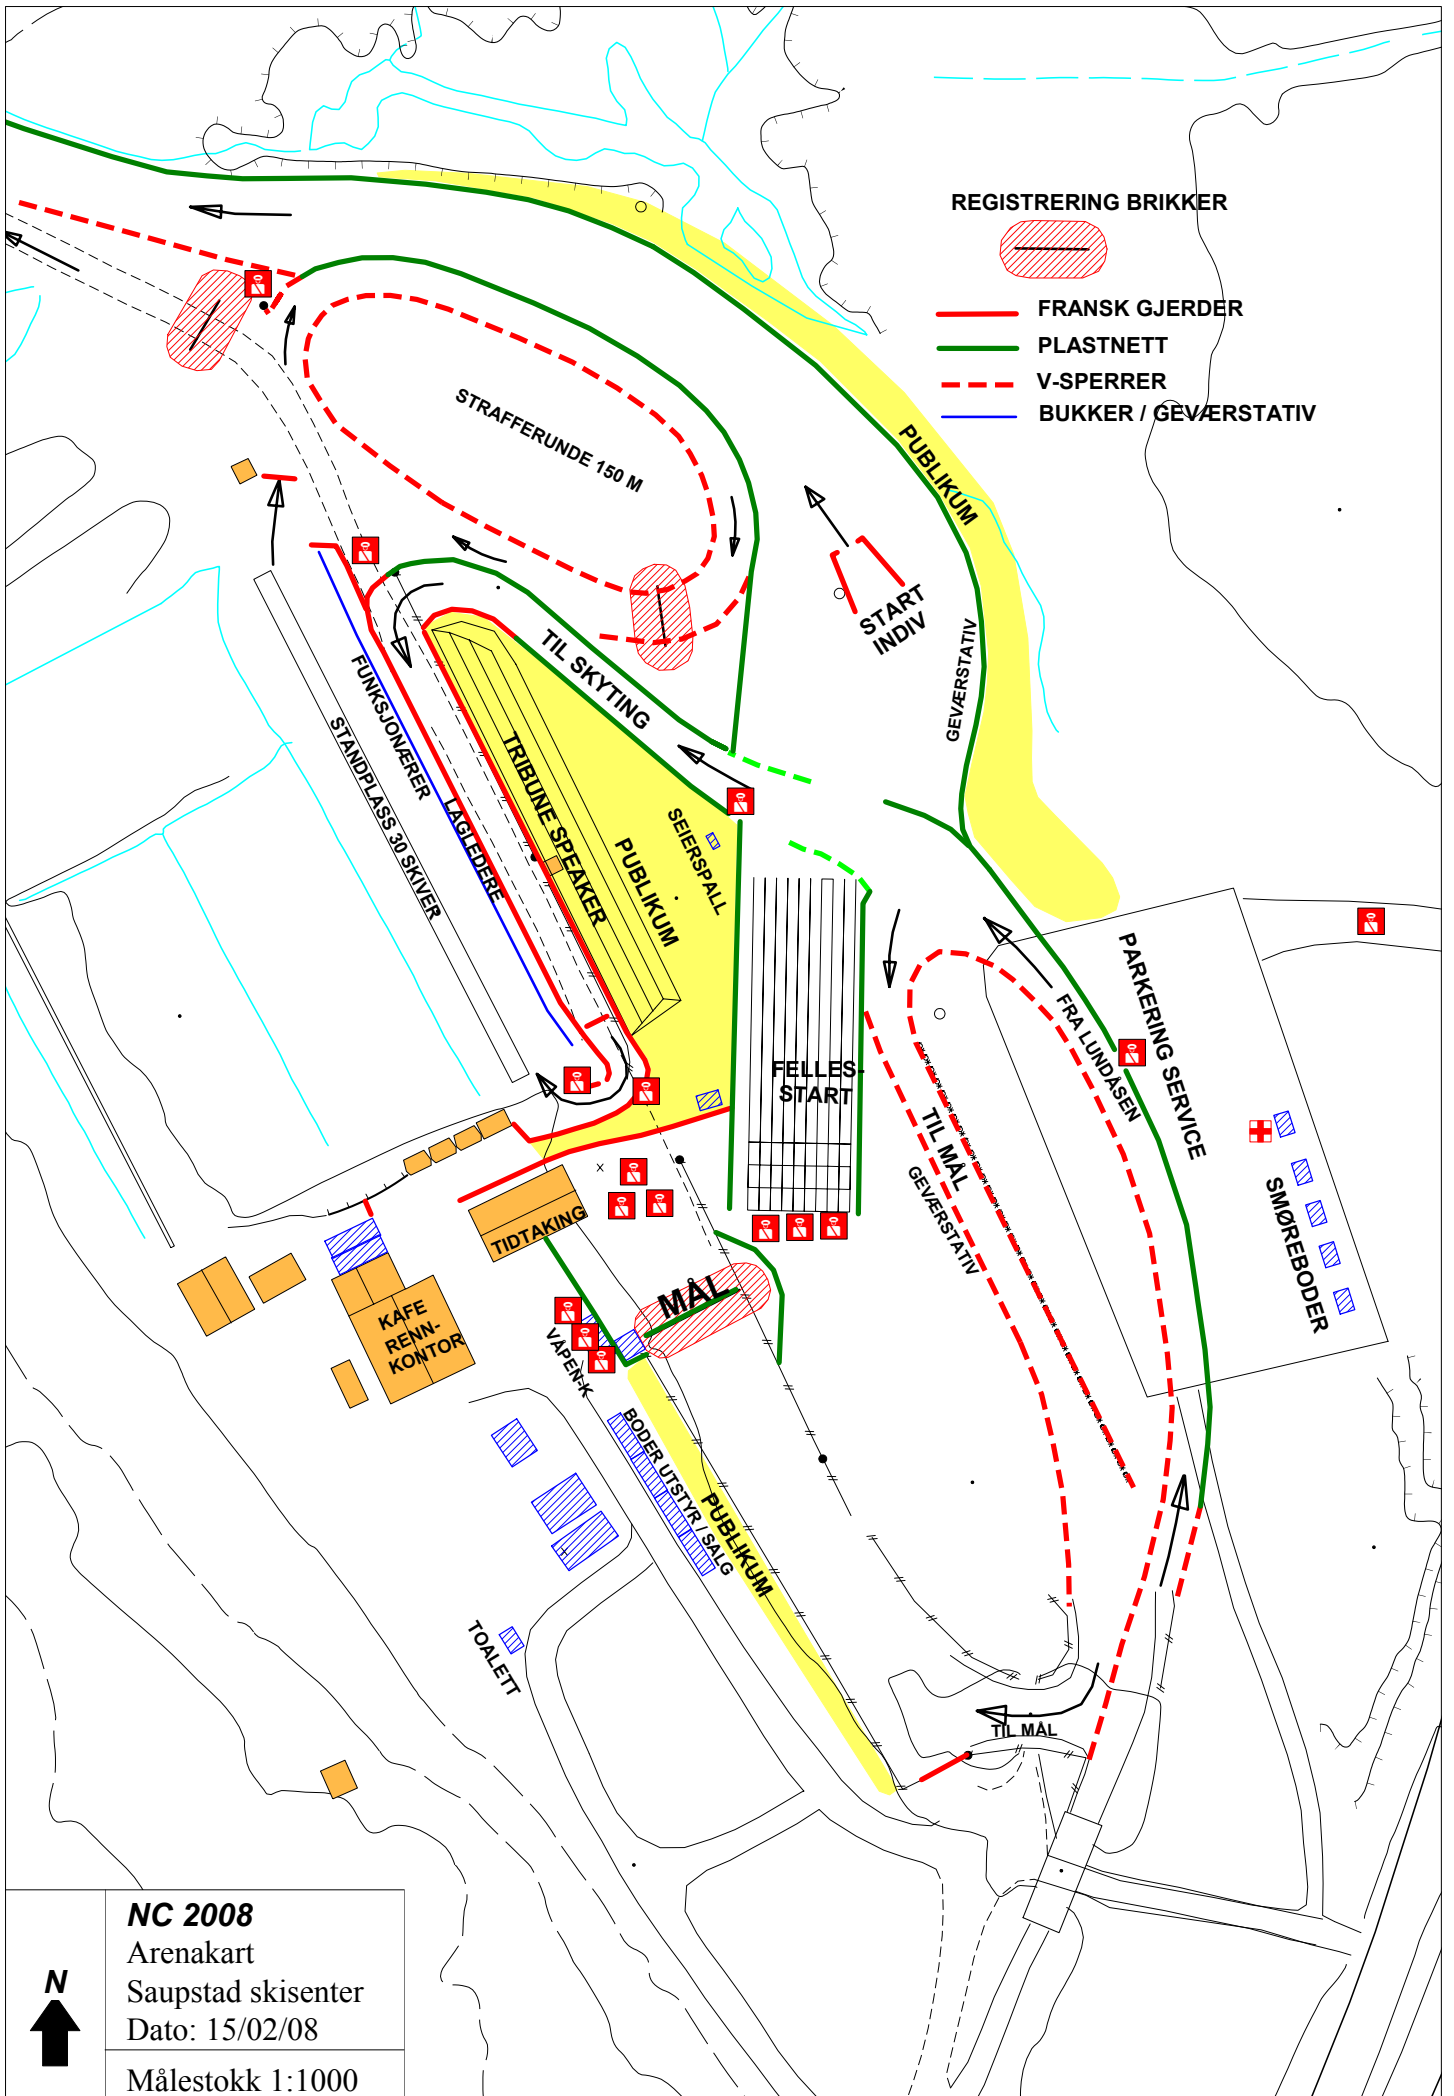 REGISTRERING BRIKKER
FRANSK GJERDER
PLASTNETT
V-SPERRER
BUKKER / GEVÆRSTATIV
STRAFFERUNDE 150 M
PUBLIKUM
START
INDIV
GEVÆRSTATIV
TIL SKYTING
FUNKSJONÆRER
STANDPLASS 30 SKIVER
LAGLEDERE
TRIBUNE SPEAKER
PUBLIKUM
SEIERSPALL
FELLES-
START
TIL MÅL
GEVÆRSTATIV
FRA LUNDÅSEN
PARKERING SERVICE
SMØREBODER
TIDTAKING
MÅL
KAFE
RENN-
KONTOR
VÅPEN-K
BODER UTSTYR / SALG
PUBLIKUM
TOALETT
TIL MÅL
NC 2008
Arenakart
Saupstad skisenter
Dato: 15/02/08
N
Målestokk 1:1000